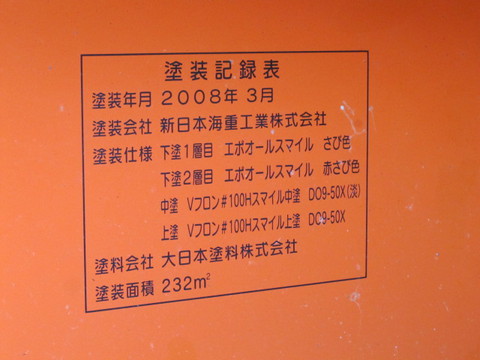 塗装記録表
塗装年月 2008年 3月
塗装会社 新日本海重工業株式会社
塗装仕様 下塗1層目 エポオールスマイル さび色
下塗2層目 エポオールスマイル 赤さび色
中塗 Vフロン#100Hスマイル中塗 DO9-50X(淡)
上塗 Vフロン#100Hスマイル上塗 DO9-50X
塗料会社 大日本塗料株式会社
塗装面積 232m²